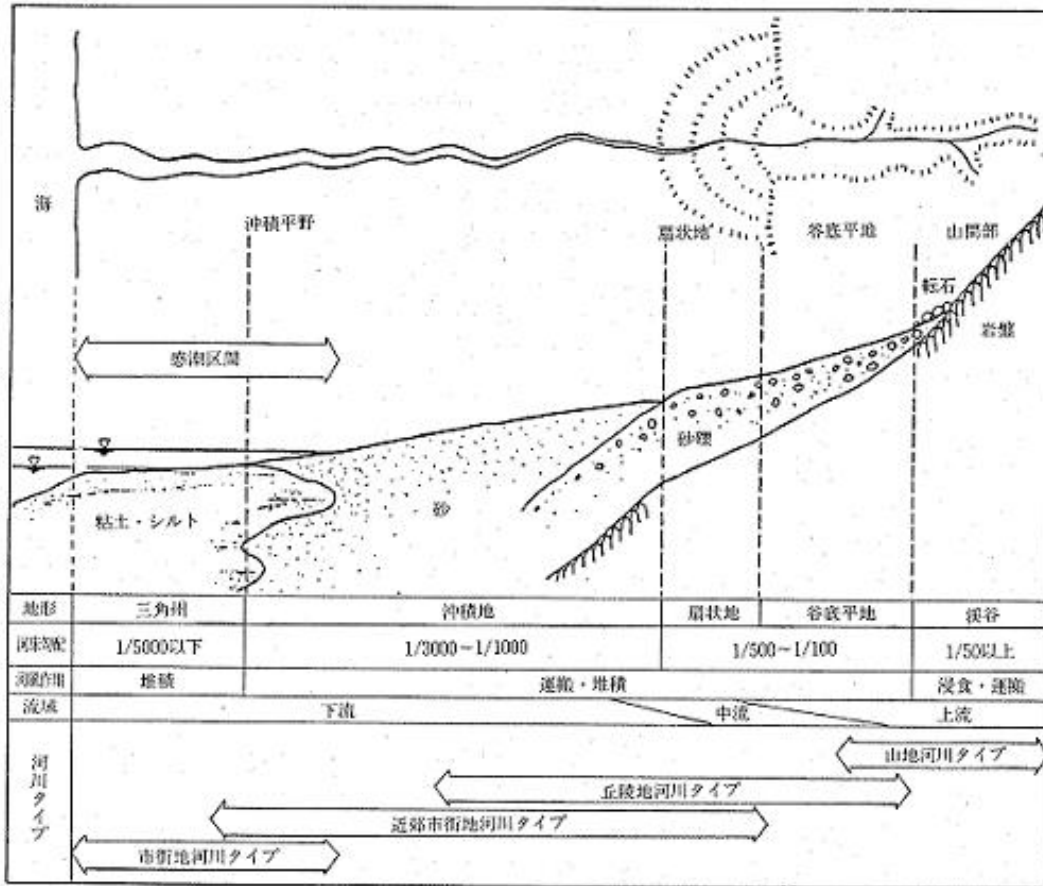 海
沖積平野
扇状地
谷底平地
山間部
転石
岩盤
感潮区間
砂礫
砂
粘土・シルト
地形 三角州 沖積地 扇状地 谷底平地 渓谷
河床勾配 1/5000以下 1/3000~1/1000 1/500~1/100 1/50以上
河川作用 堆積 運搬・堆積 浸食・運搬
流域 下流 中流 上流
河川タイプ
山地河川タイプ
丘陵地河川タイプ
近郊市街地河川タイプ
市街地河川タイプ